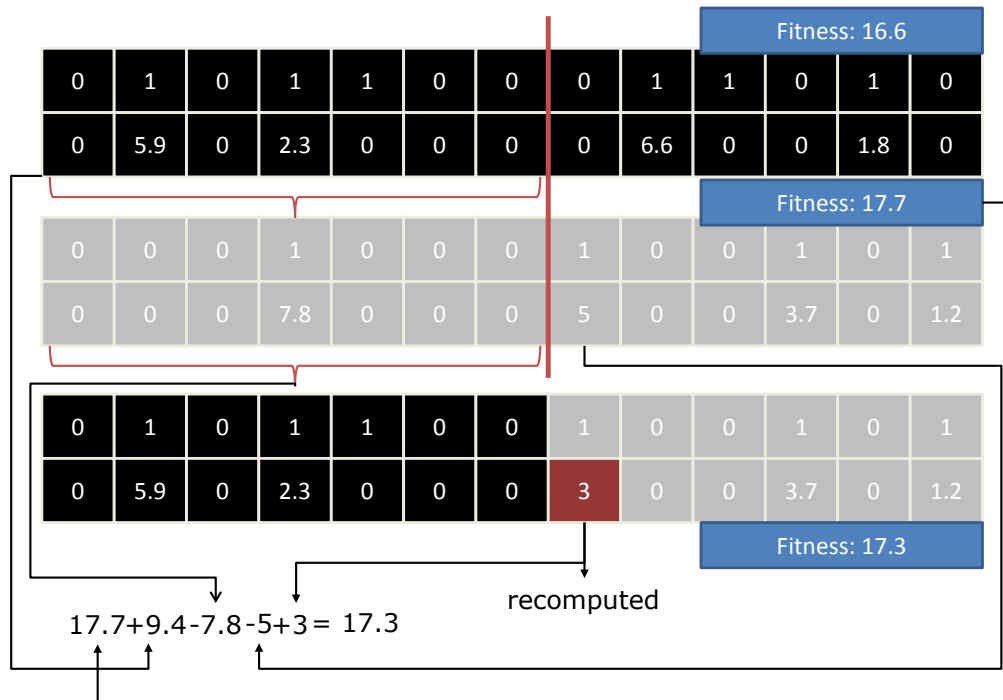 Fitness: 16.6
0 1 0 1 1 0 0 0 1 1 0 1 0
0 5.9 0 2.3 0 0 0 0 6.6 0 0 1.8 0
Fitness: 17.7
0 0 0 1 0 0 0 1 0 0 1 0 1
0 0 0 7.8 0 0 0 5 0 0 3.7 0 1.2
0 1 0 1 1 0 0 1 0 0 1 0 1
0 5.9 0 2.3 0 0 0 3 0 0 3.7 0 1.2
Fitness: 17.3
recomputed
17.7+9.4-7.8-5+3= 17.3